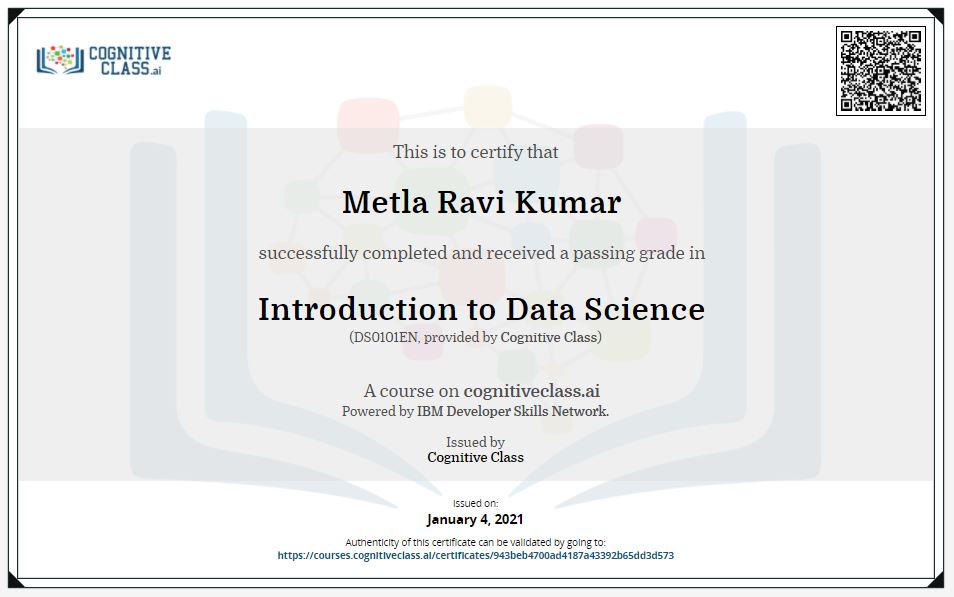 COGNITIVE
CLASS.ai
This is to certify that
Metla Ravi Kumar
successfully completed and received a passing grade in
Introduction to Data Science
(DS0101EN, provided by Cognitive Class)
A course on cognitiveclass.ai
Powered by IBM Developer Skills Network.
Issued by
Cognitive Class
Issued on:
January 4, 2021
Authenticity of this certificate can be validated by going to:
https://courses.cognitiveclass.ai/certificates/943beb4700ad4187a43392b65dd3d573